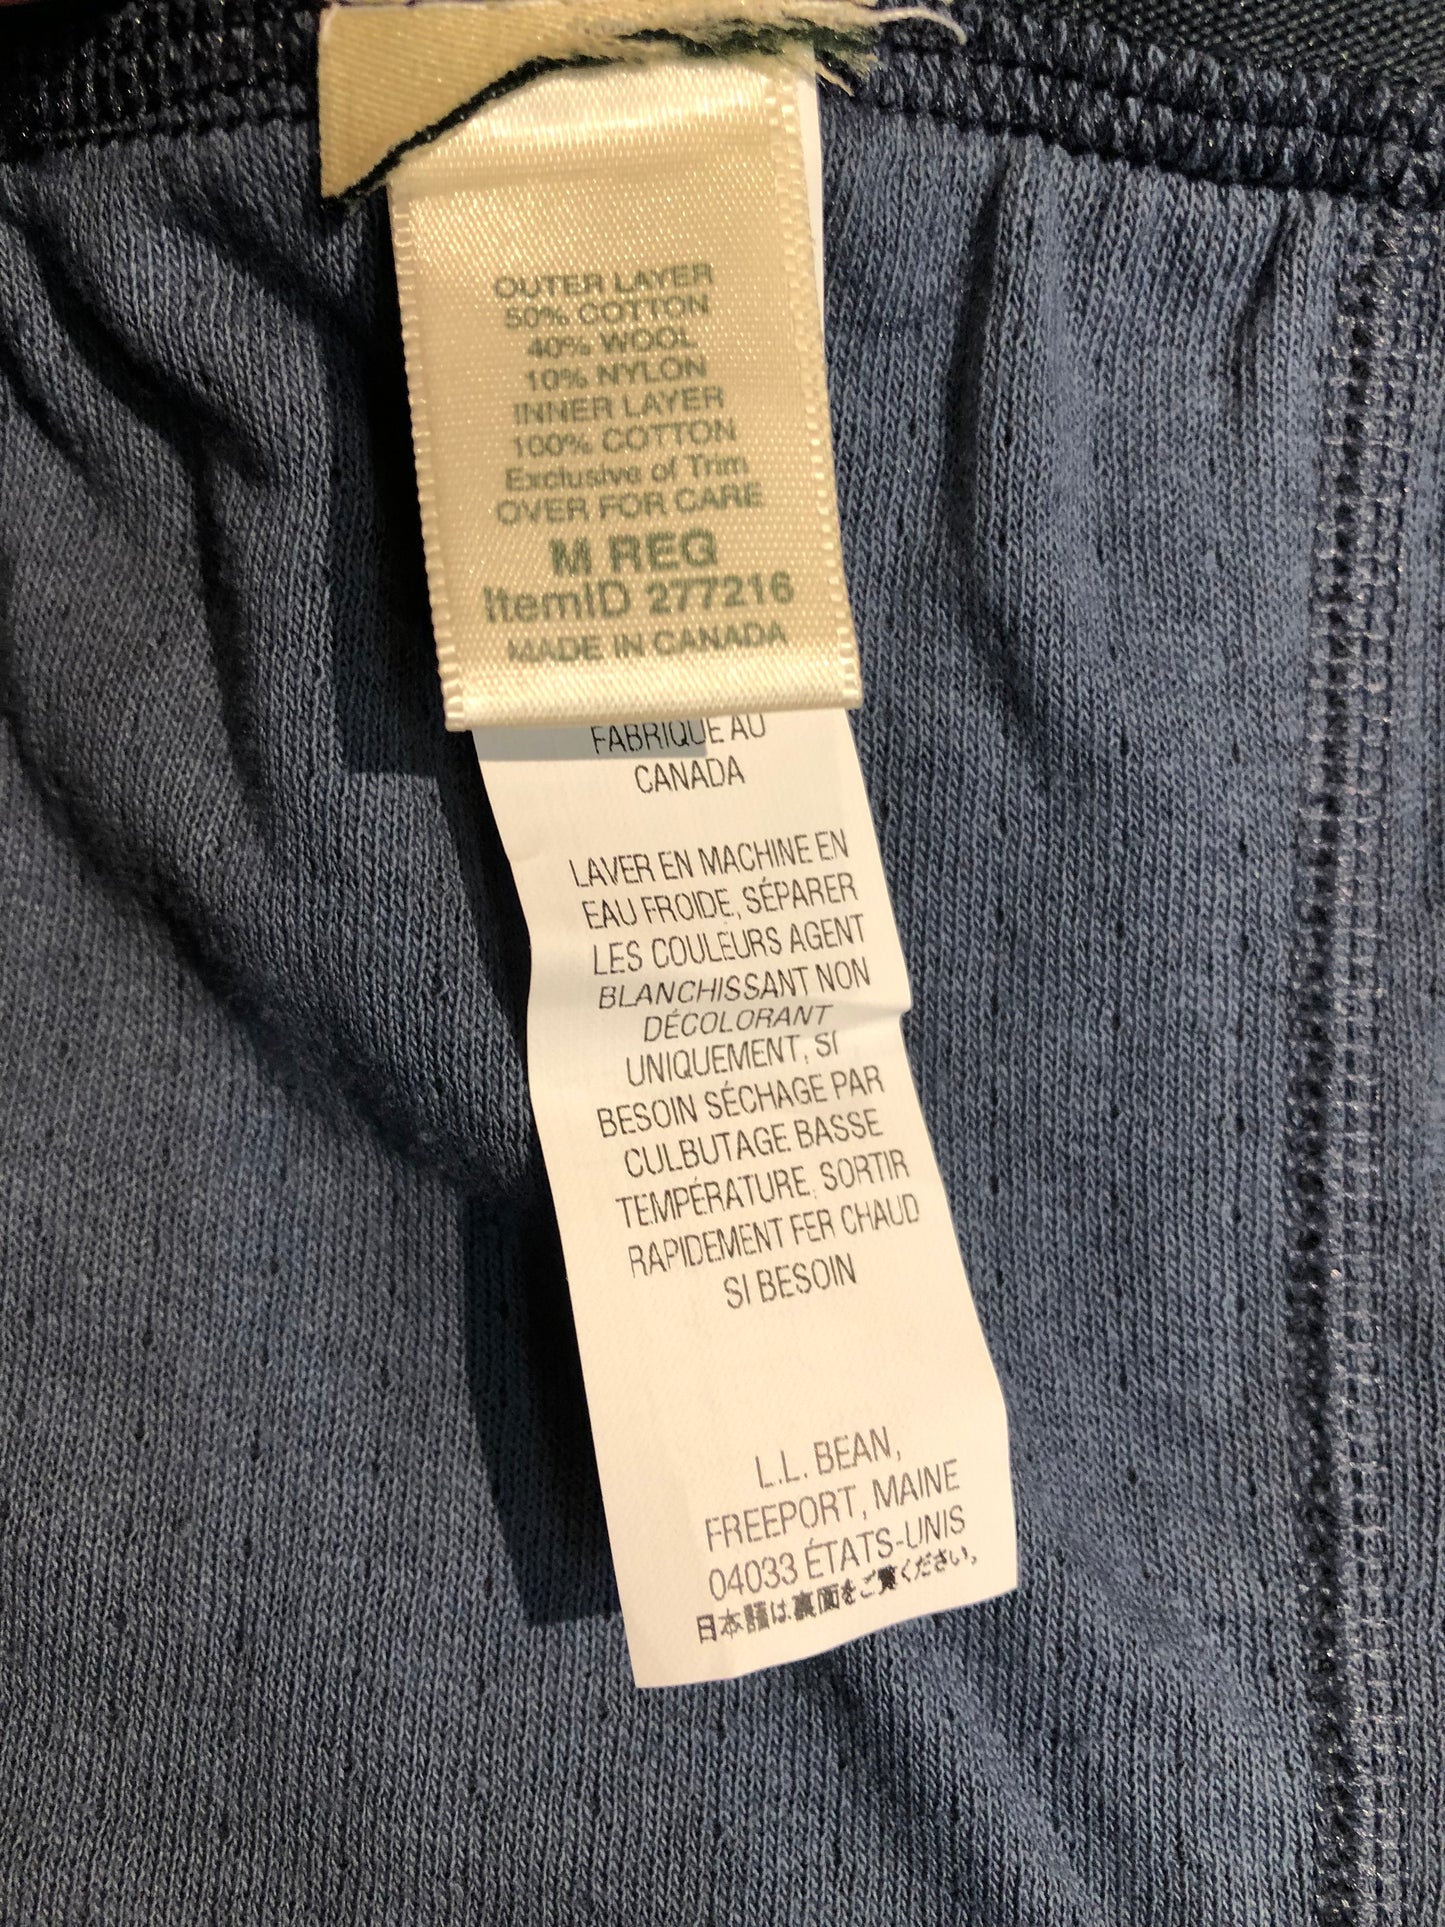 OUTER LAYER
50% COTTON
40% WOOL
10% NYLON
INNER LAYER
100% COTTON
Exclusive of Trim
OVER FOR CARE
M REG
ItemID 277216
MADE IN CANADA
FABRIQUE AU
CANADA
LAVER EN MACHINE EN
EAU FROIDE, SÉPARER
LES COULEURS AGENT
BLANCHISSANT NON
DÉCOLORANT
UNIQUEMENT, SI
BESOIN SÉCHAGE PAR
CULBUTAGE BASSE
TEMPÉRATURE, SORTIR
RAPIDEMENT FER CHAUD
SI BESOIN
L.L. BEAN,
FREEPORT, MAINE
04033 ÉTATS-UNIS
日本語は裏面をご覧ください。